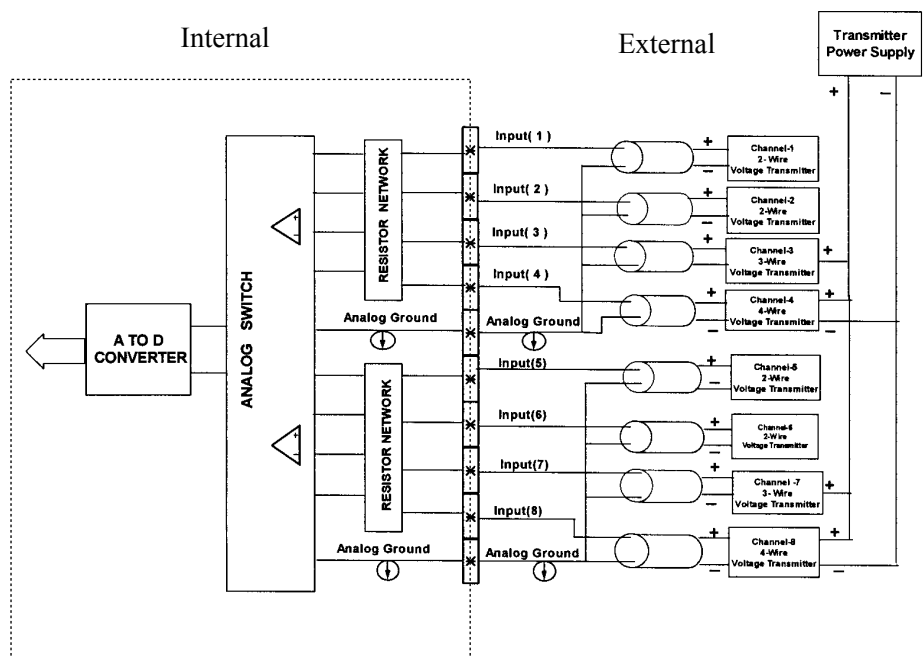 Internal
External
Transmitter
Power Supply
+
−
Input( 1 )
+
−
Channel-1
2- Wire
Voltage Transmitter
Input( 2 )
+
−
Channel-2
2-Wire
Voltage Transmitter
Input( 3 )
+
−
Channel-3
3-Wire
Voltage Transmitter
+
Input( 4 )
+
−
Channel-4
4-Wire
Voltage Transmitter
+
−
RESISTOR NETWORK
Analog Ground
Analog Ground
A TO D
CONVERTER
ANALOG SWITCH
Input(5)
+
−
Channel-5
2-Wire
Voltage Transmitter
Input(6)
+
−
Channel-6
2-Wire
Voltage Transmitter
Input(7)
+
−
Channel -7
3- Wire
Voltage Transmitter
+
Input(8)
+
−
Channel-8
4-Wire
Voltage Transmitter
+
−
RESISTOR NETWORK
Analog Ground
Analog Ground